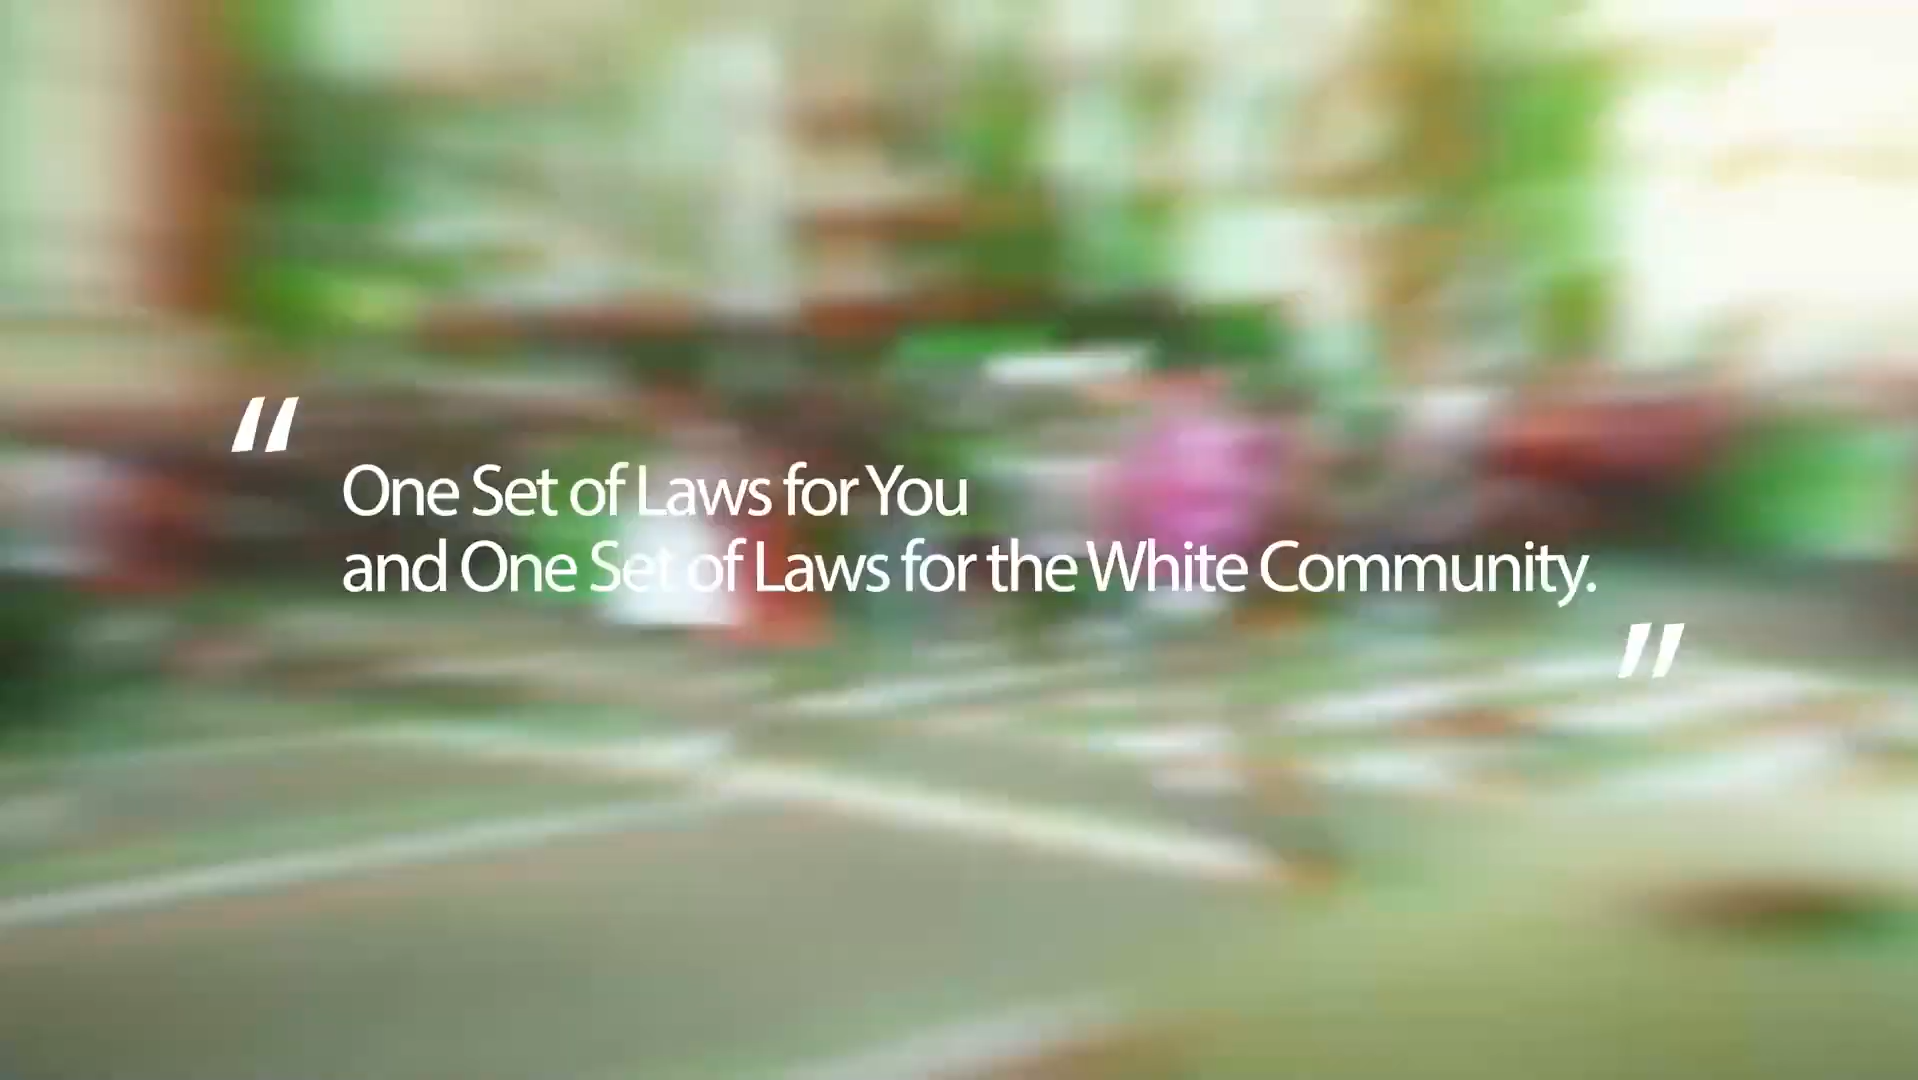 "
One Set of Laws for You
and One Set of Laws for the White Community.
"